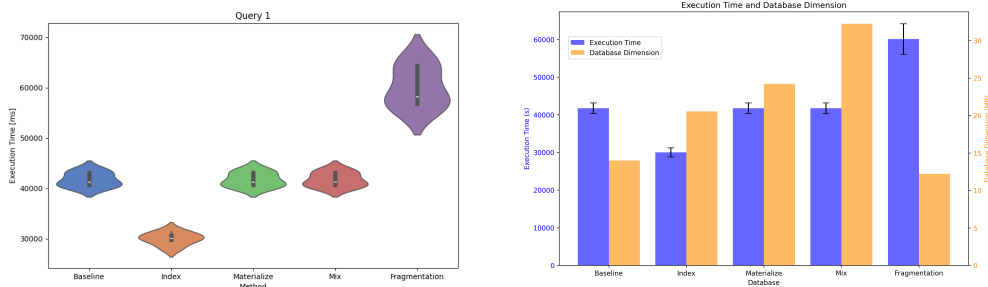 Query 1
Execution Time [ms]
70000
60000
50000
40000
30000
Baseline
Index
Materialize
Mix
Fragmentation
Method
Execution Time and Database Dimension
Execution Time (s)
60000
50000
40000
30000
20000
10000
0
Execution Time
Database Dimension
30
25
20
15
10
5
0
Database Dimension (MB)
Baseline
Index
Materialize
Mix
Fragmentation
Database